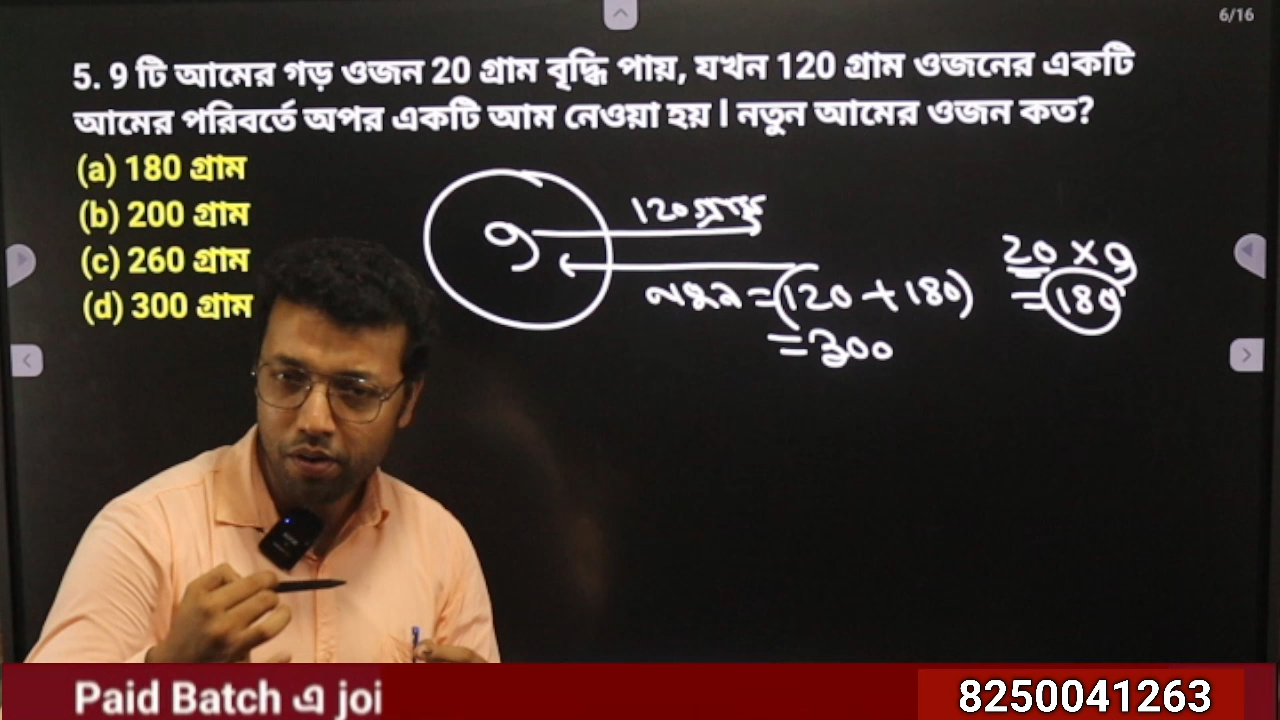 6/16
5. 9 টি আমের গড় ওজন 20 গ্রাম বৃদ্ধি পায়, যখন 120 গ্রাম ওজনের একটি
আমের পরিবর্তে অপর একটি আম নেওয়া হয় । নতুন আমের ওজন কত?
(a) 180 গ্রাম
(b) 200 গ্রাম
(c) 260 গ্রাম
(d) 300 গ্রাম
9
120 গ্রাম
নতুন = (120 + 180)
= 300
20 × 9
= 180
Paid Batch এ joi
8250041263